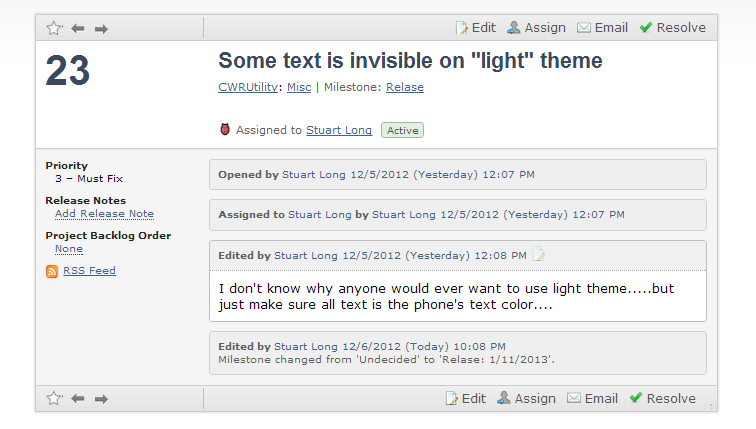 Edit Assign Email Resolve
23
Some text is invisible on "light" theme
CWRUtility: Misc | Milestone: Relase
Assigned to Stuart Long Active
Priority
3 – Must Fix
Release Notes
Add Release Note
Project Backlog Order
None
RSS Feed
Opened by Stuart Long 12/5/2012 (Yesterday) 12:07 PM
Assigned to Stuart Long by Stuart Long 12/5/2012 (Yesterday) 12:07 PM
Edited by Stuart Long 12/5/2012 (Yesterday) 12:08 PM
I don't know why anyone would ever want to use light theme.....but
just make sure all text is the phone's text color....
Edited by Stuart Long 12/6/2012 (Today) 10:08 PM
Milestone changed from 'Undecided' to 'Relase: 1/11/2013'.
Edit Assign Email Resolve